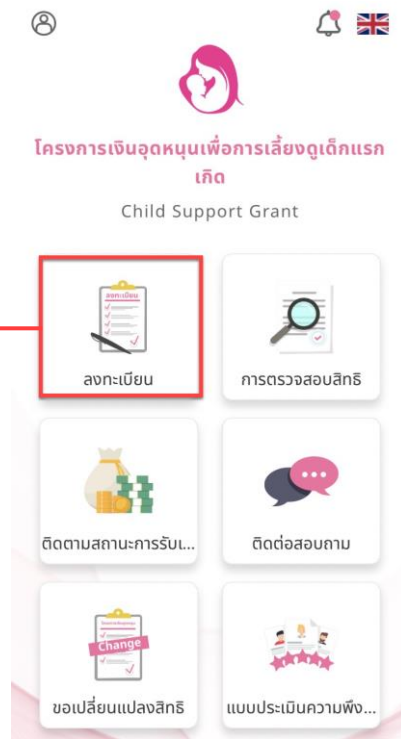 โครงการเงินอุดหนุนเพื่อการเลี้ยงดูเด็กแรก
เกิด
Child Support Grant
ลงทะเบียน
ลงทะเบียน
การตรวจสอบสิทธิ
ติดตามสถานะการรับเ...
ติดต่อสอบถาม
Change
ขอเปลี่ยนแปลงสิทธิ
แบบประเมินความพึง...